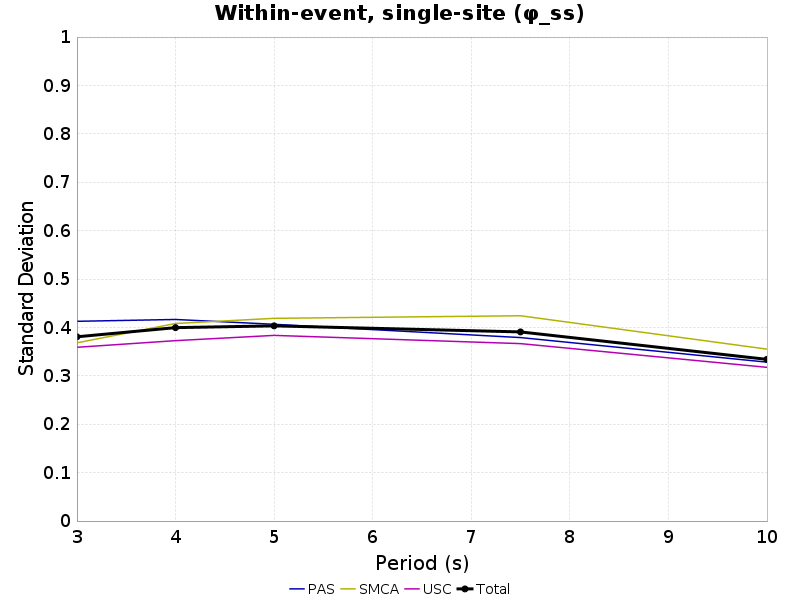 Within-event, single-site (φ_ss)
1
0.9
0.8
0.7
0.6
0.5
0.4
0.3
0.2
0.1
0
Standard Deviation
3 4 5 6 7 8 9 10
Period (s)
PAS SMCA USC Total